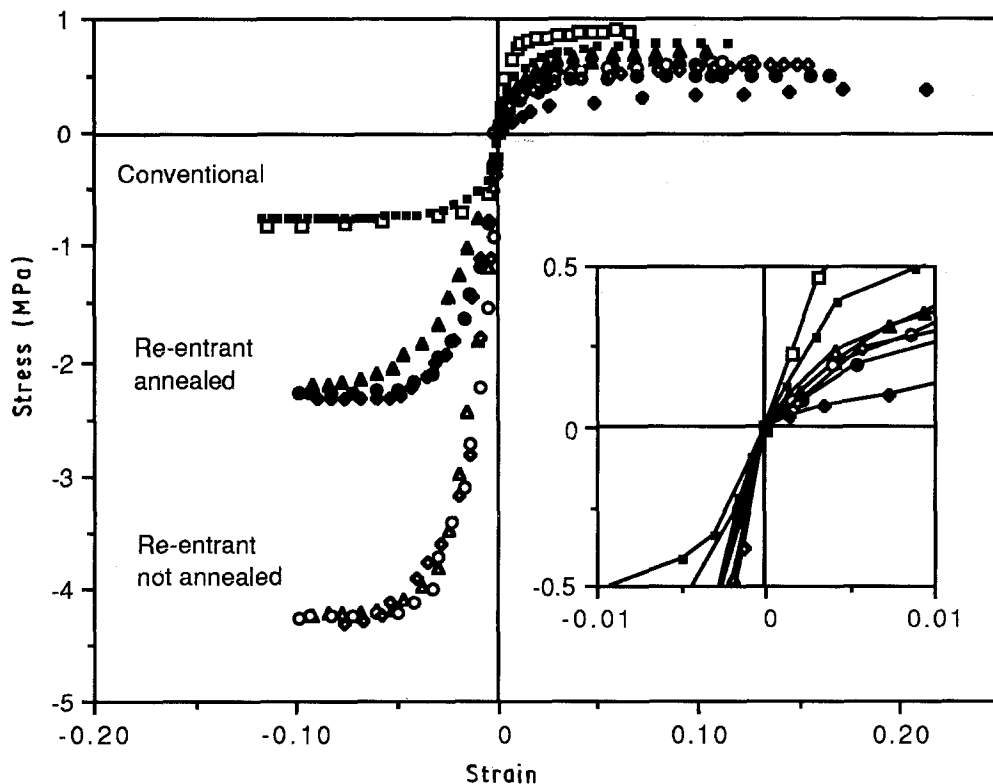 1
0
-1
-2
-3
-4
-5
Stress (MPa)
Conventional
Re-entrant
annealed
Re-entrant
not annealed
0.5
0
-0.5
-0.01
0
0.01
-0.20
-0.10
0
0.10
0.20
Strain